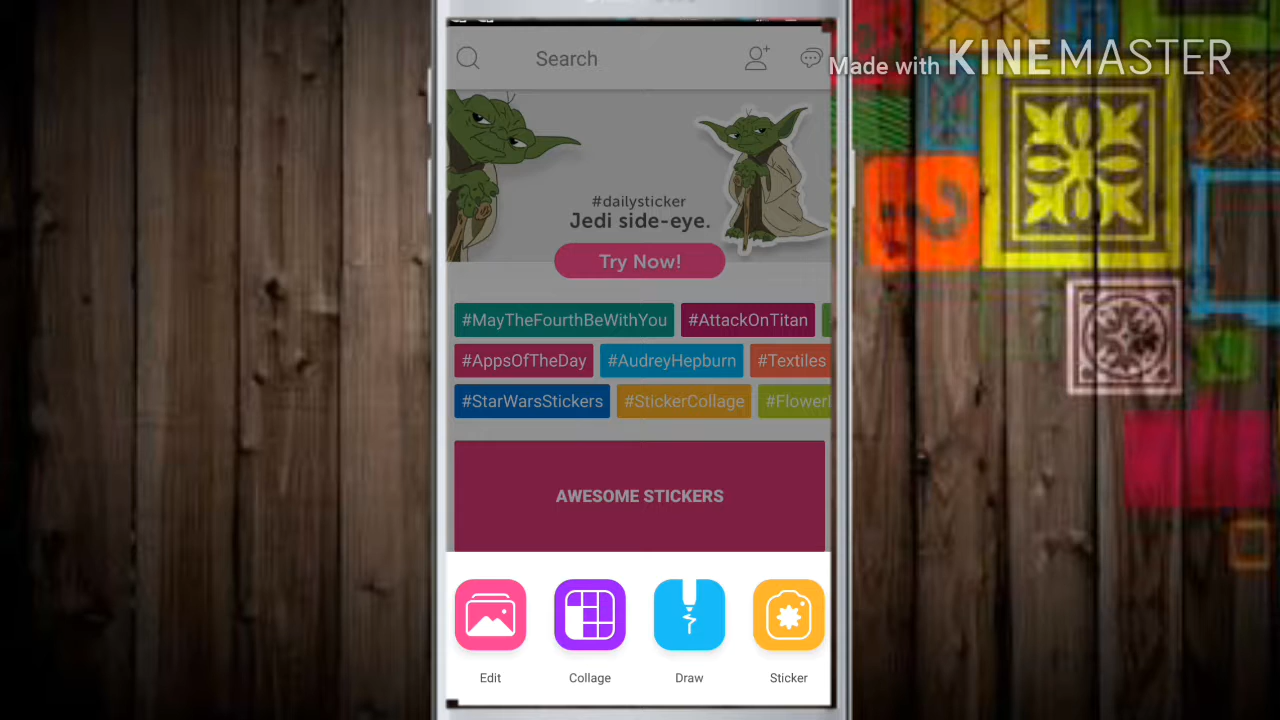 Search
Made with KINEMASTER
#dailysticker
Jedi side-eye.
Try Now!
#MayTheFourthBeWithYou #AttackOnTitan
#AppsOfTheDay #AudreyHepburn #Textiles
#StarWarsStickers #StickerCollage
AWESOME STICKERS
Edit Collage Draw Sticker